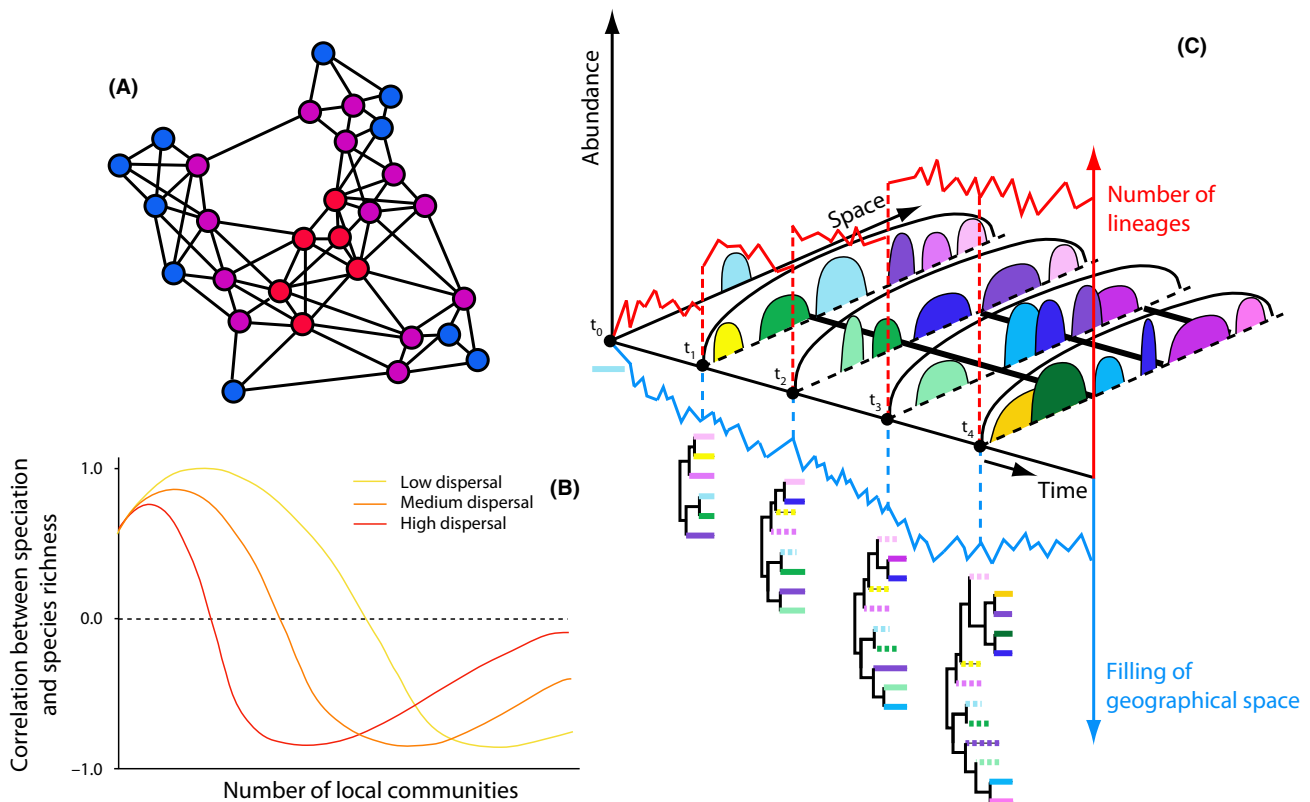 (A)
Abundance
Space
(C)
Number of
lineages
t0
t1
t2
t3
t4
Time
Filling of
geographical space
(B)
Correlation between speciation
and species richness
1.0
0.0
−1.0
Low dispersal
Medium dispersal
High dispersal
Number of local communities